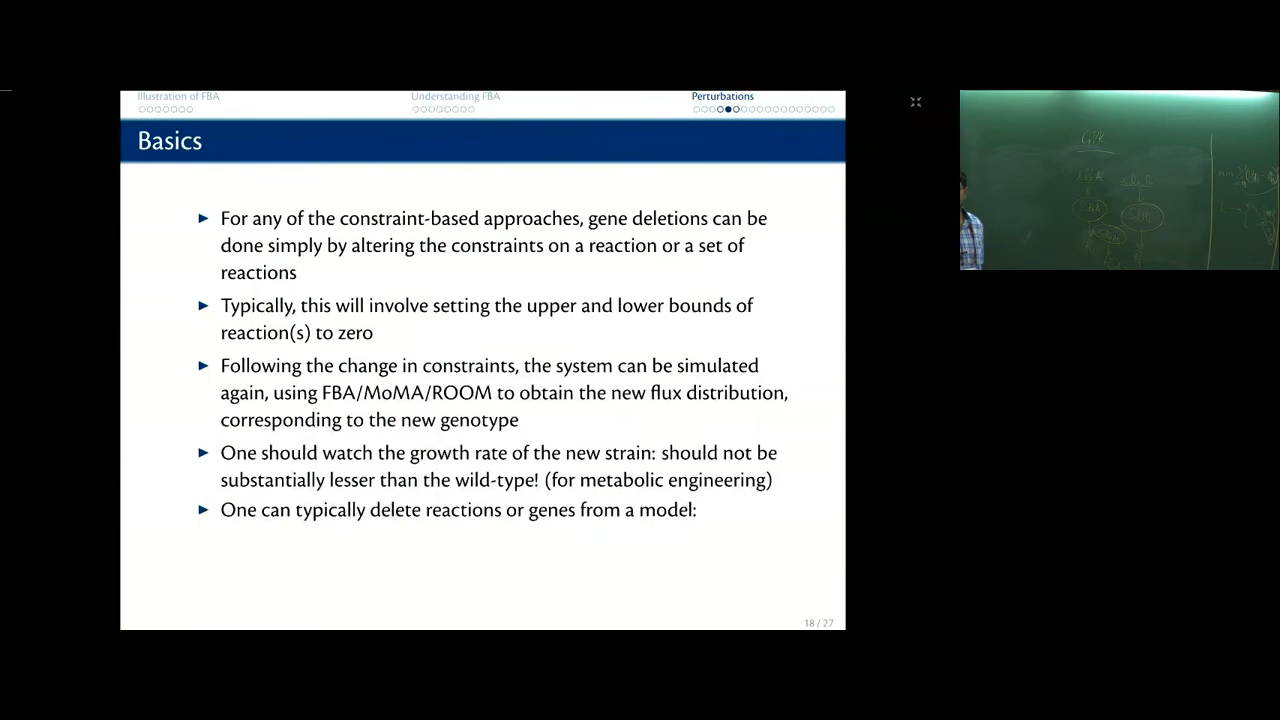 Illustration of FBA
Understanding FBA
Perturbations
Basics
► For any of the constraint-based approaches, gene deletions can be
done simply by altering the constraints on a reaction or a set of
reactions
► Typically, this will involve setting the upper and lower bounds of
reaction(s) to zero
► Following the change in constraints, the system can be simulated
again, using FBA/MoMA/ROOM to obtain the new flux distribution,
corresponding to the new genotype
► One should watch the growth rate of the new strain: should not be
substantially lesser than the wild-type! (for metabolic engineering)
► One can typically delete reactions or genes from a model:
18 / 27
GPR